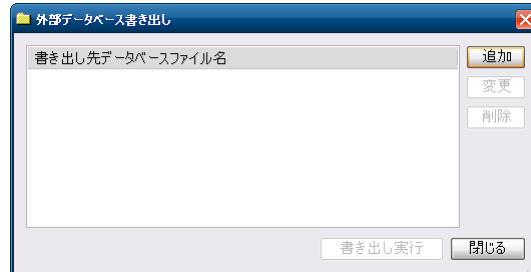 外部データベース書き出し
書き出し先データベースファイル名
追加
変更
削除
書き出し実行
閉じる